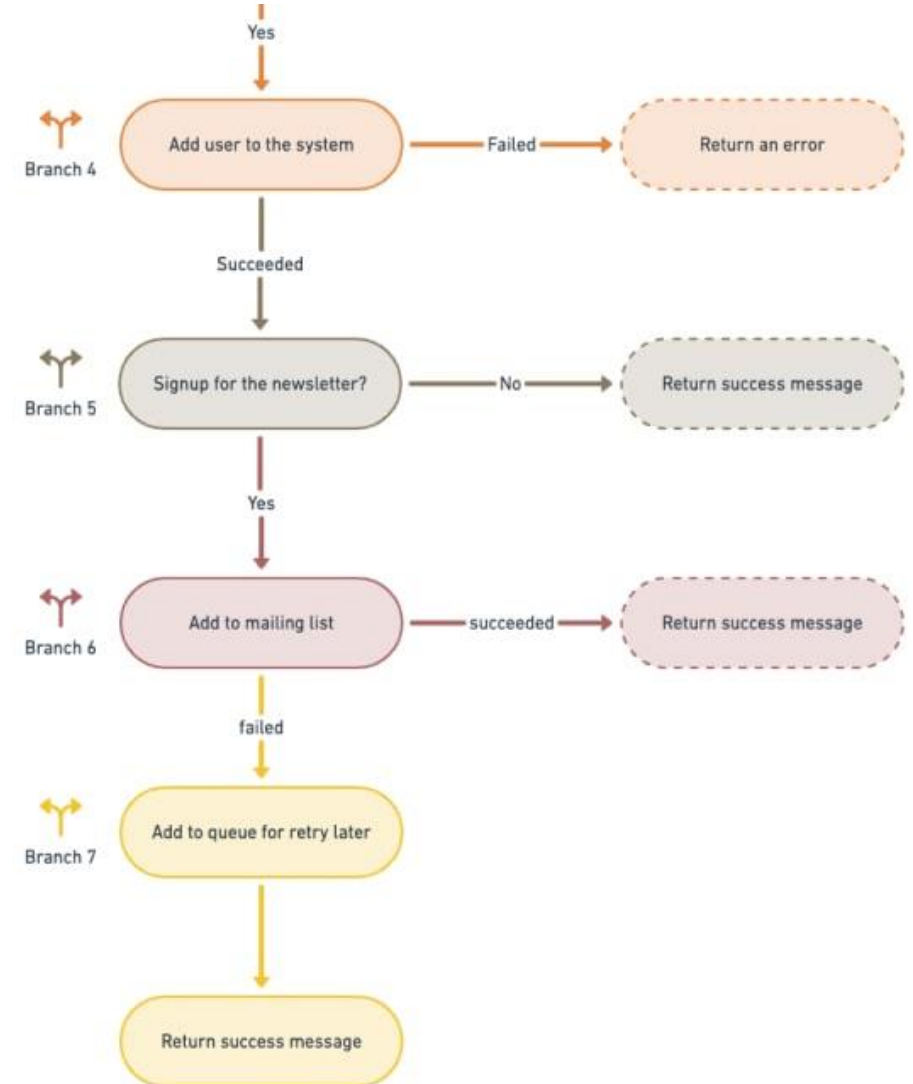 Yes
Branch 4
Add user to the system
Failed
Return an error
Succeeded
Branch 5
Signup for the newsletter?
No
Return success message
Yes
Branch 6
Add to mailing list
succeeded
Return success message
failed
Branch 7
Add to queue for retry later
Return success message